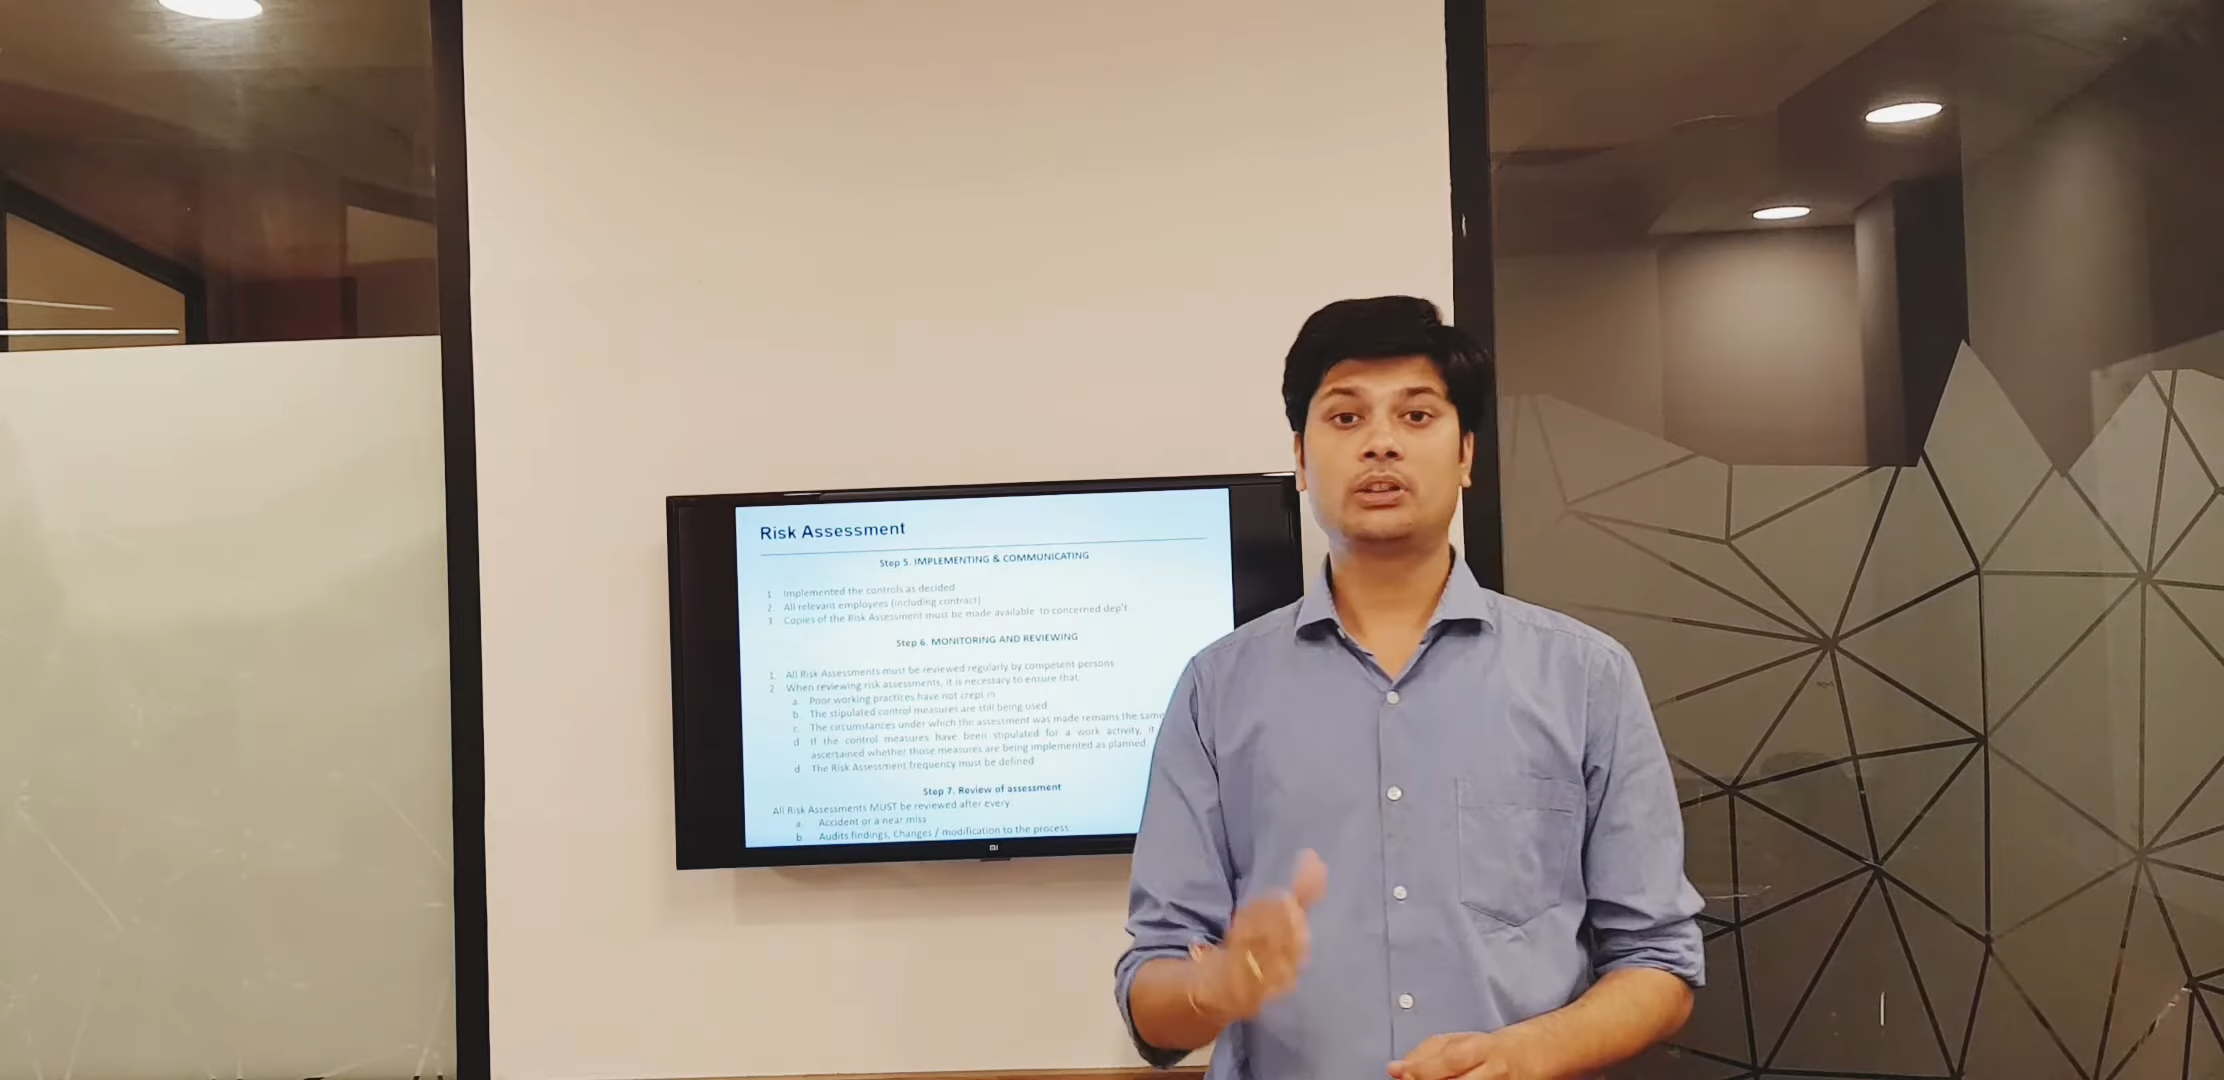 Risk Assessment
Step 5. IMPLEMENTING & COMMUNICATING
1. Implemented the controls as decided
2. All relevant employees (including contract)
3 Copies of the Risk Assessment must be made available to concerned dep't
Step 6. MONITORING AND REVIEWING
1. All Risk Assessments must be reviewed regularly by competent persons
2 When reviewing risk assessments, it is necessary to ensure that
a. Poor working practices have not crept in
b. The stipulated control measures are still being used
c. The circumstances under which the assessment was made remains the same
d If the control measures have been stipulated for a work activity, it
ascertained whether those measures are being implemented as planned
d The Risk Assessment frequency must be defined
Step 7. Review of assessment
All Risk Assessments MUST be reviewed after every
a. Accident or a near miss
b Audits findings, Changes / modification to the process
mi